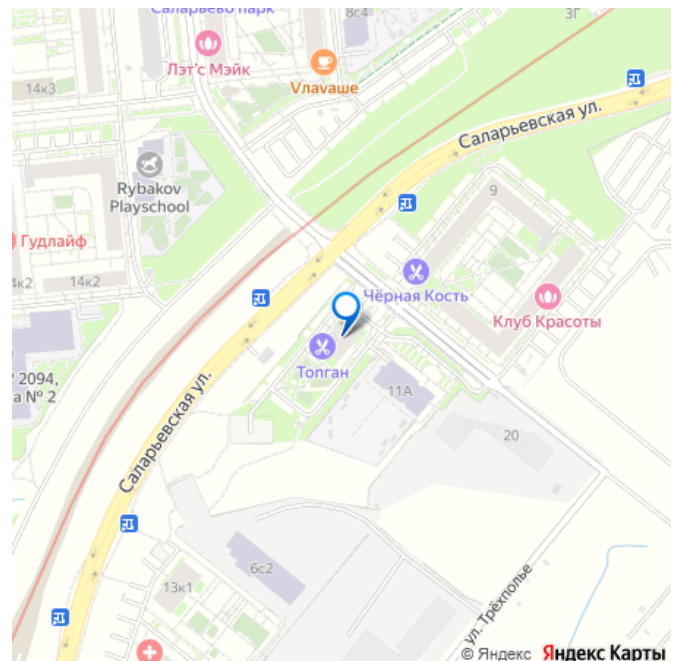 Саларьево парк
8с4
3Г
Лэт'с Мэйк
14к3
Vлаvаше
Саларьевская ул.
Rybakov
Playschool
9
Гудлайф
Чёрная Кость
14к2
Клуб Красоты
Топган
11А
2094,
а № 2
Саларьевская ул.
20
6с2
13к1
ул. Трёхполье
© Яндекс Яндекс Карты